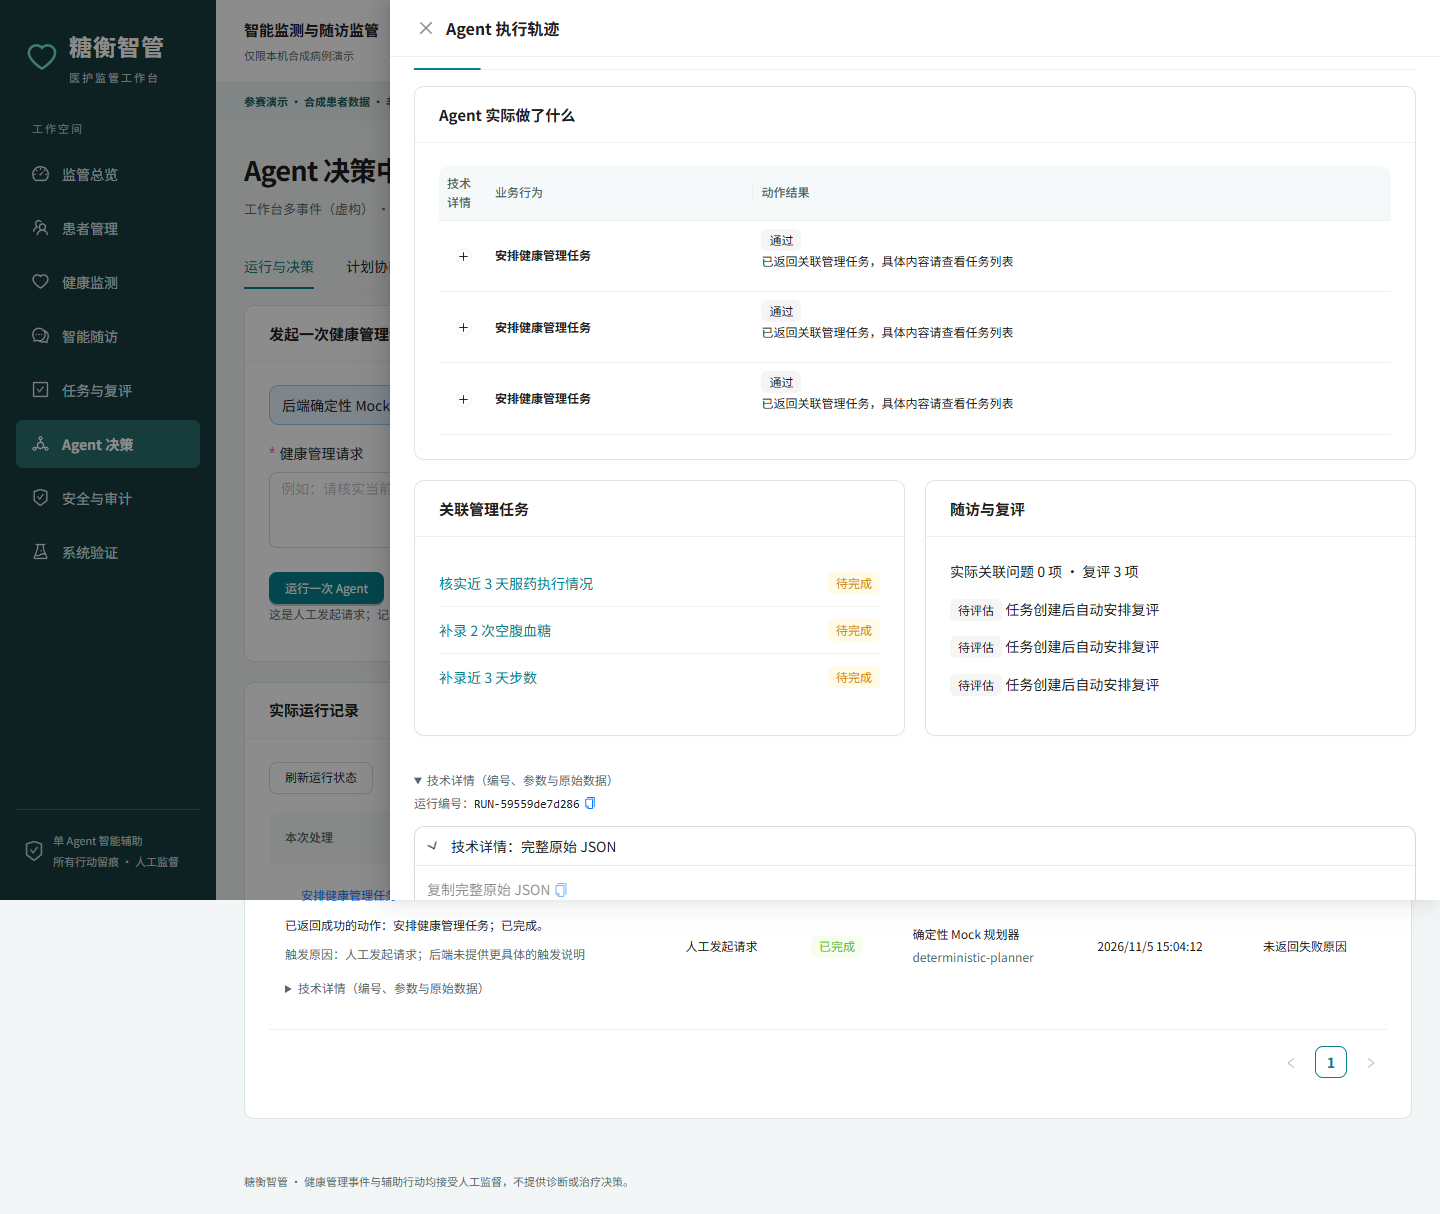 糖衡智管
医护监管工作台
工作空间
监管总览
患者管理
健康监测
智能随访
任务与复评
Agent 决策
安全与审计
系统验证
单 Agent 智能辅助
所有行动留痕 · 人工监督
智能监测与随访监管
仅限本机合成病例演示
参赛演示 · 合成患者数据 ·
Agent 决策中
工作台多事件（虚构） ·
运行与决策
计划协
发起一次健康管理
后端确定性 Mock
* 健康管理请求
例如：请核实当前
运行一次 Agent
这是人工发起请求；记
实际运行记录
刷新运行状态
本次处理
安排健康管理任务
已返回成功的动作：安排健康管理任务；已完成。
触发原因：人工发起请求；后端未提供更具体的触发说明
技术详情（编号、参数与原始数据）
人工发起请求
已完成
确定性 Mock 规划器
deterministic-planner
2026/11/5 15:04:12
未返回失败原因
1
糖衡智管 · 健康管理事件与辅助行动均接受人工监督，不提供诊断或治疗决策。
Agent 执行轨迹
Agent 实际做了什么
技术详情
业务行为
动作结果
安排健康管理任务
通过
已返回关联管理任务，具体内容请查看任务列表
安排健康管理任务
通过
已返回关联管理任务，具体内容请查看任务列表
安排健康管理任务
通过
已返回关联管理任务，具体内容请查看任务列表
关联管理任务
核实近 3 天服药执行情况
待完成
补录 2 次空腹血糖
待完成
补录近 3 天步数
待完成
随访与复评
实际关联问题 0 项 · 复评 3 项
待评估 任务创建后自动安排复评
待评估 任务创建后自动安排复评
待评估 任务创建后自动安排复评
技术详情（编号、参数与原始数据）
运行编号：RUN-59559de7d286
技术详情：完整原始 JSON
复制完整原始 JSON